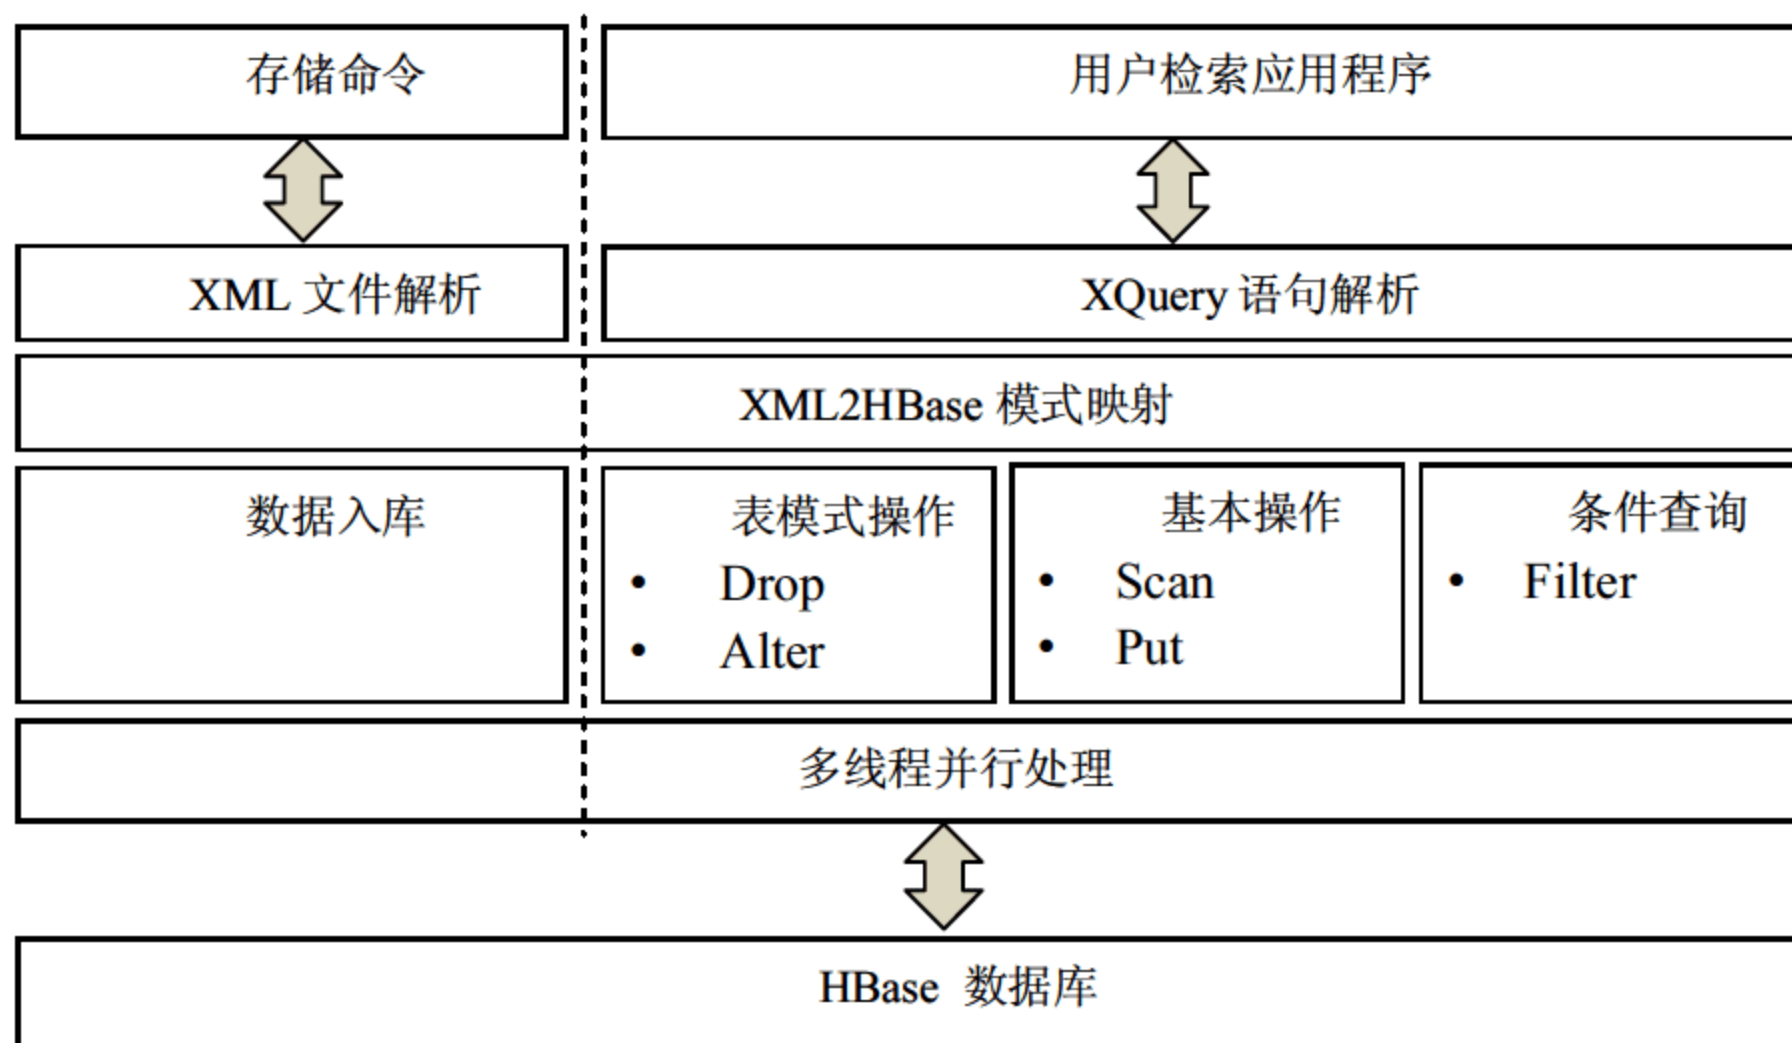 存储命令
用户检索应用程序
XML 文件解析
XQuery 语句解析
XML2HBase 模式映射
数据入库
表模式操作
• Drop
• Alter
基本操作
• Scan
• Put
条件查询
• Filter
多线程并行处理
HBase 数据库